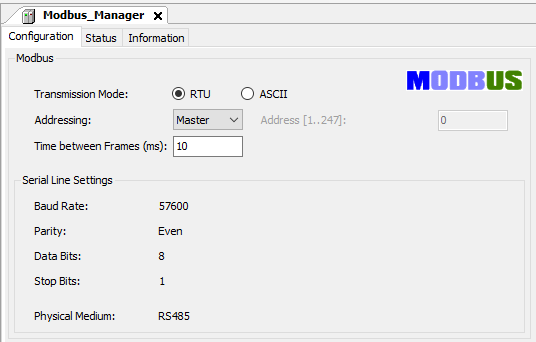 Modbus_Manager
Configuration Status Information
Modbus
Transmission Mode: RTU ASCII
MODBUS
Addressing: Master Address [1..247]: 0
Time between Frames (ms): 10
Serial Line Settings
Baud Rate: 57600
Parity: Even
Data Bits: 8
Stop Bits: 1
Physical Medium: RS485